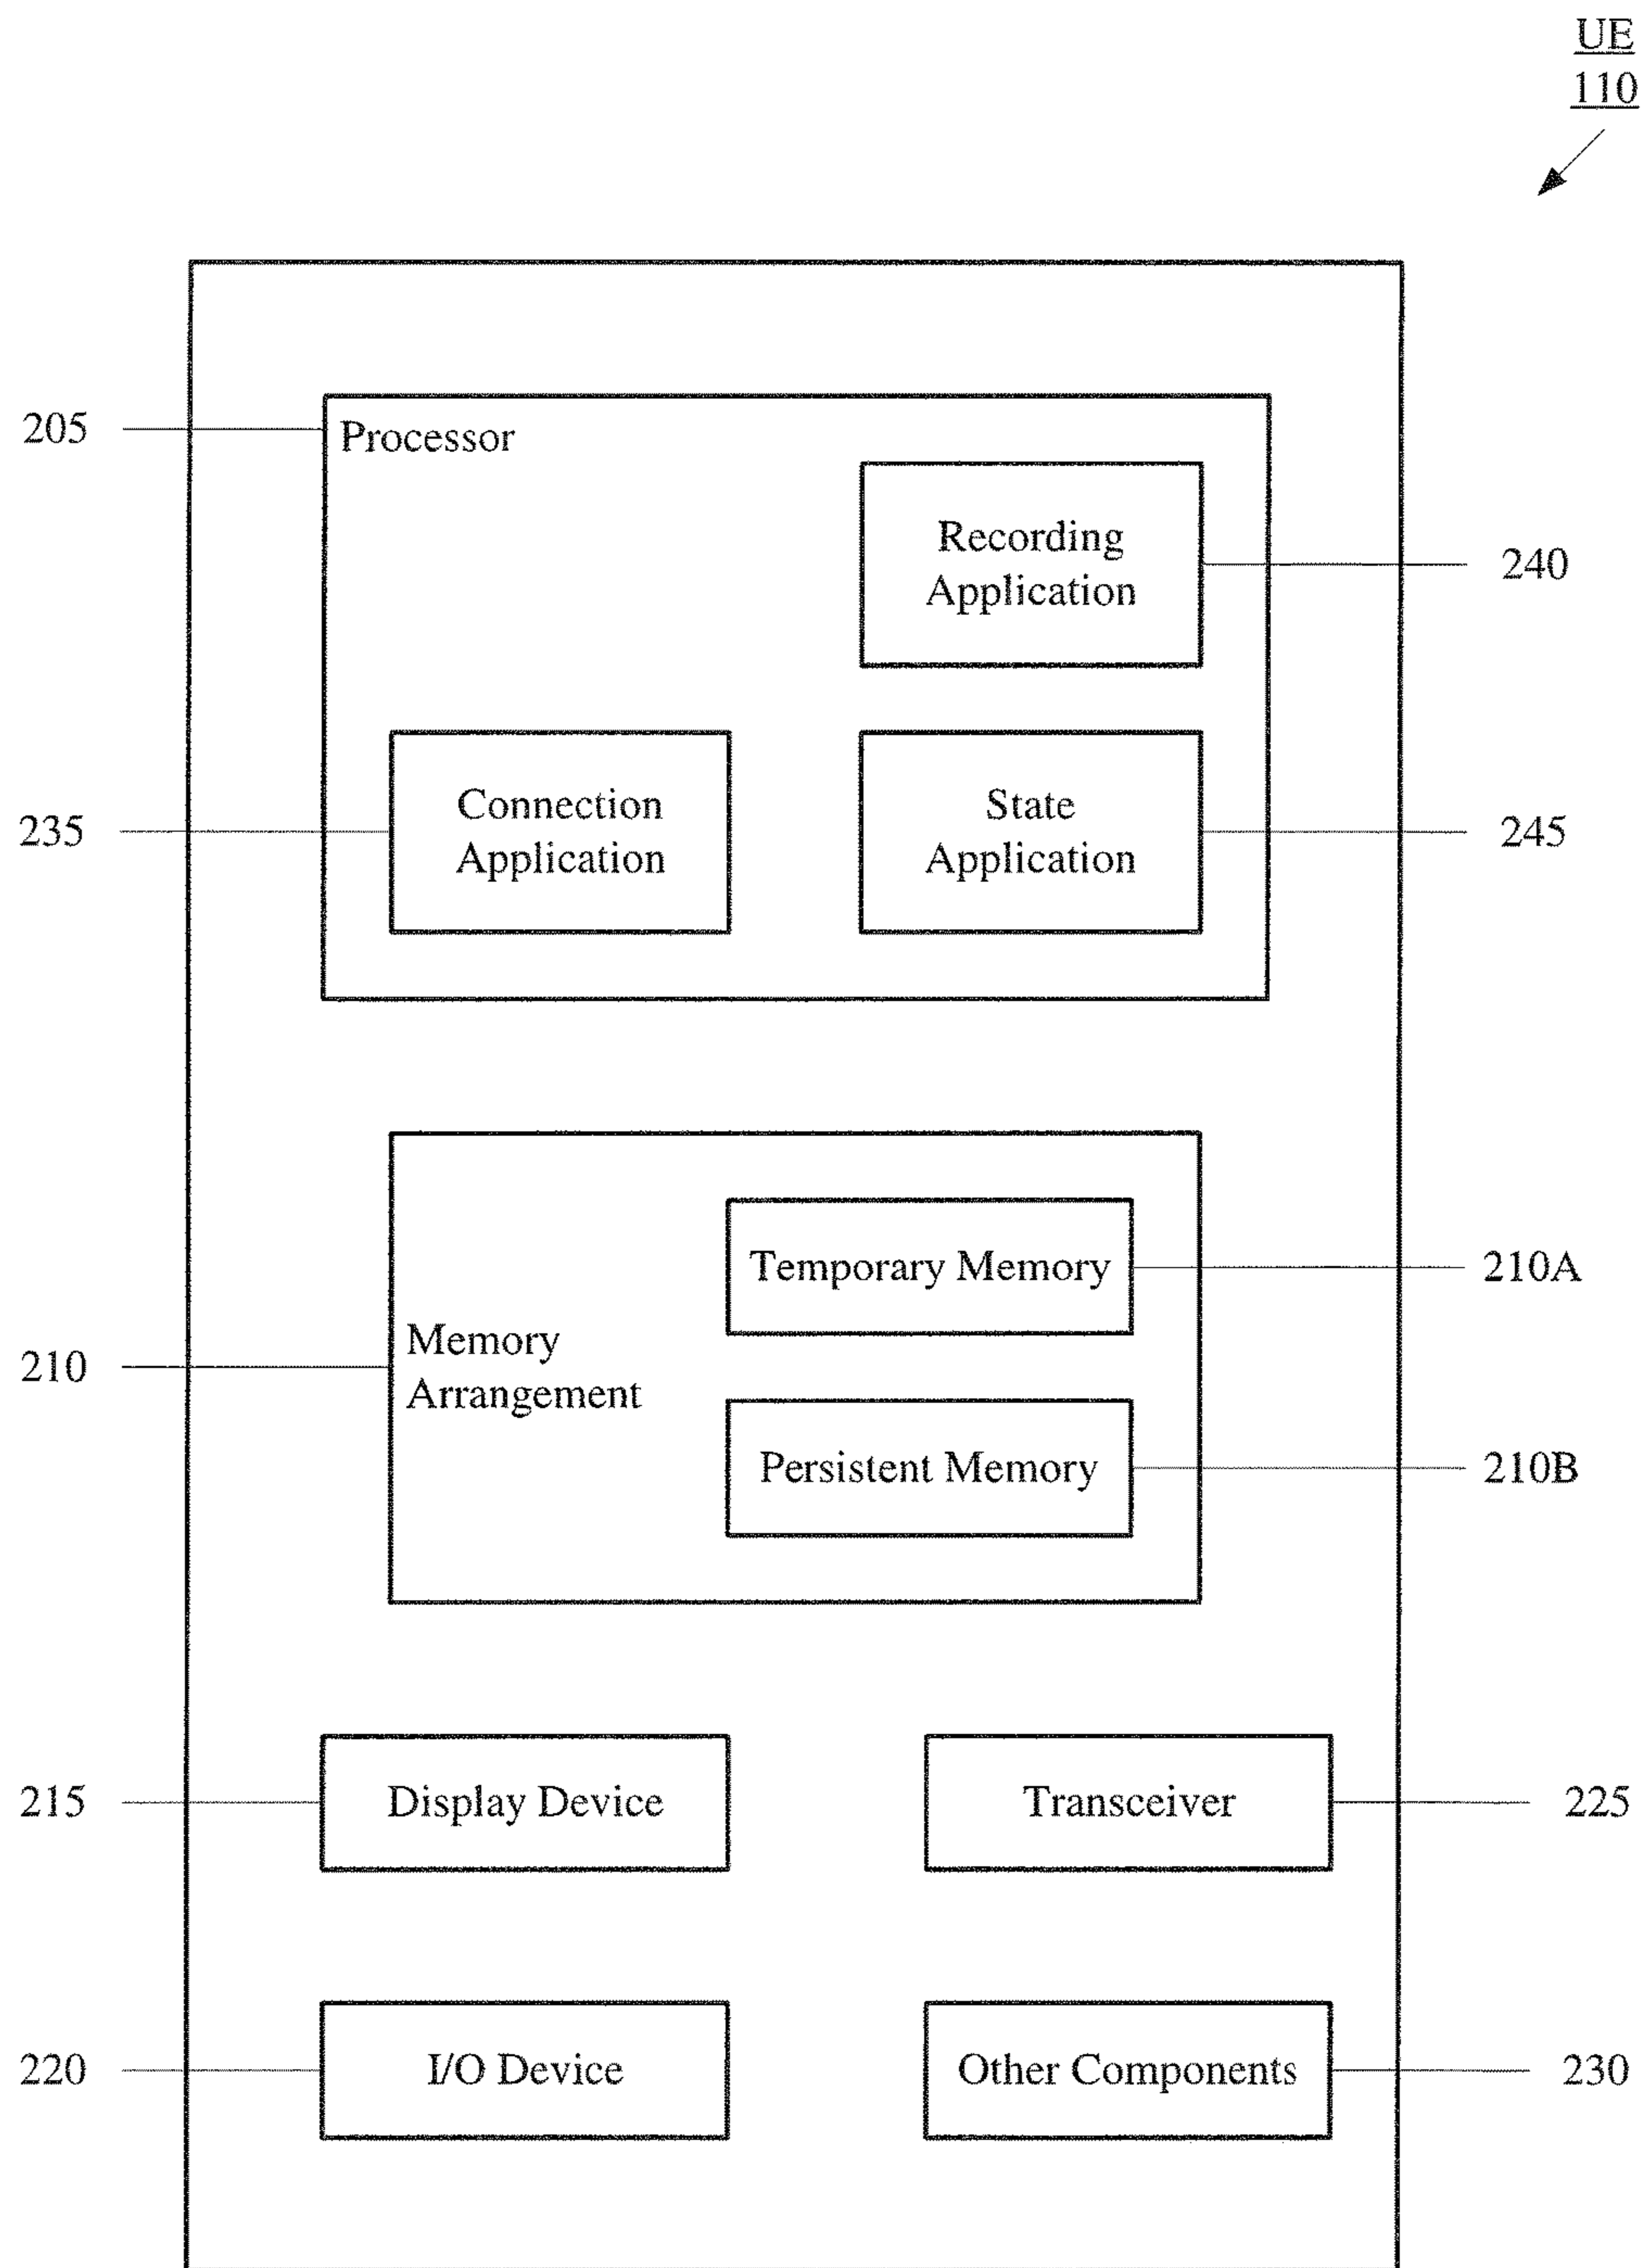 UE
110
205
Processor
Recording
Application
240
235
Connection
Application
State
Application
245
210
Memory
Arrangement
Temporary Memory
210A
Persistent Memory
210B
215
Display Device
Transceiver
225
220
I/O Device
Other Components
230